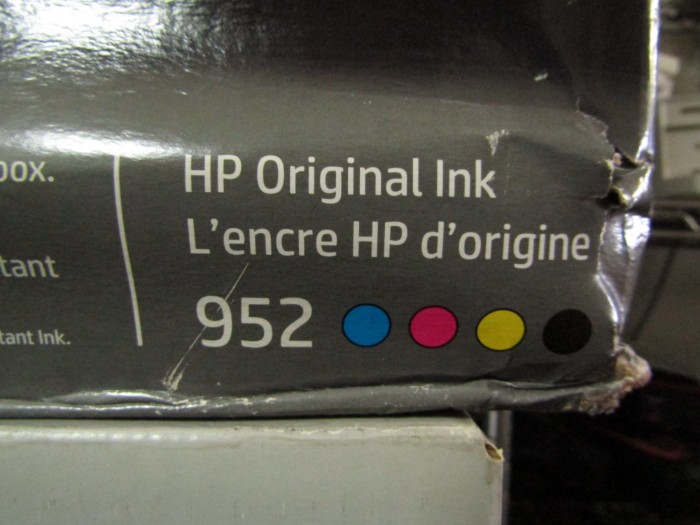 box.
tant
tant Ink.
HP Original Ink
L'encre HP d'origine
952